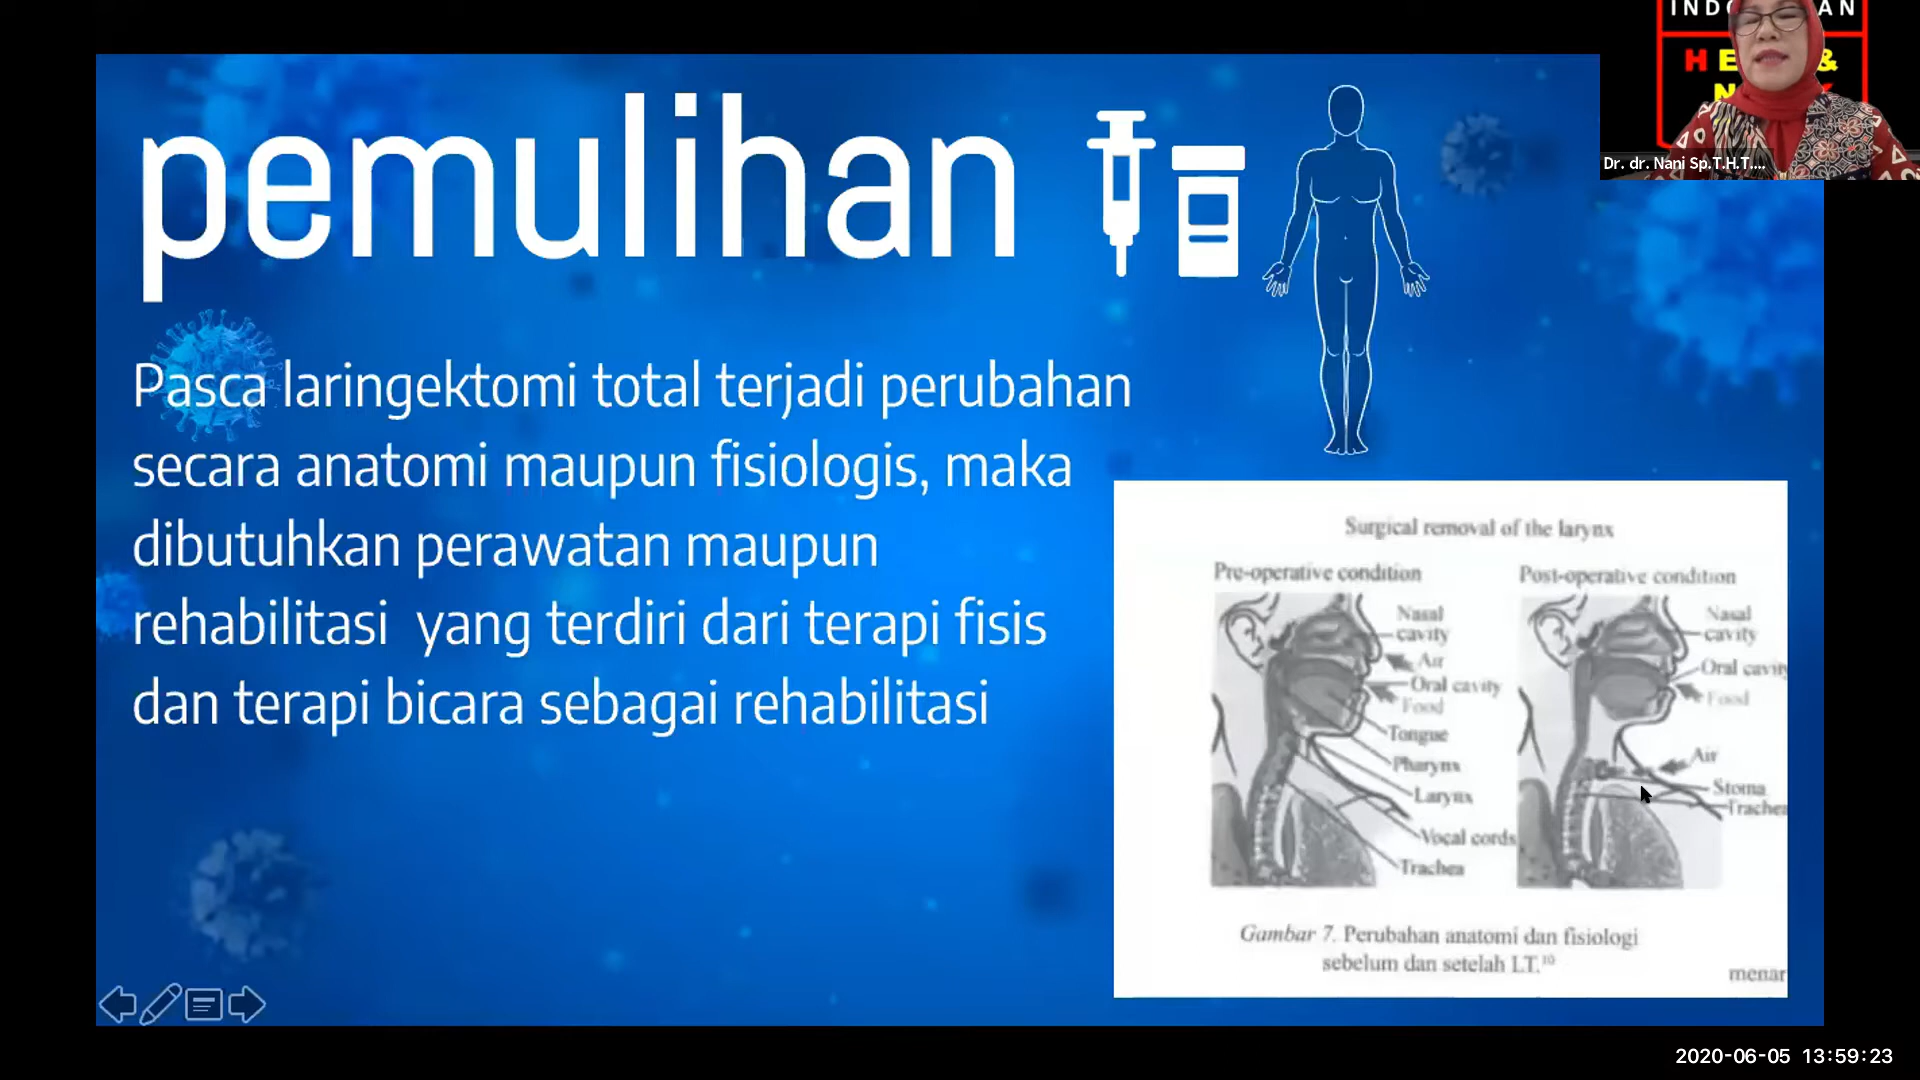 pemulihan
Pasca laringektomi total terjadi perubahan
secara anatomi maupun fisiologis, maka
dibutuhkan perawatan maupun
rehabilitasi yang terdiri dari terapi fisis
dan terapi bicara sebagai rehabilitasi
Surgical removal of the larynx
Pre-operative condition
Nasal
cavity
Air
Oral cavity
Food
Tongue
Pharynx
Larynx
Vocal cords
Trachea
Post-operative condition
Nasal
cavity
Oral cavity
Food
Air
Stoma
Trachea
Gambar 7. Perubahan anatomi dan fisiologi
sebelum dan setelah LT.10
menar
Dr. dr. Nani Sp.T.H.T....
2020-06-05 13:59:23